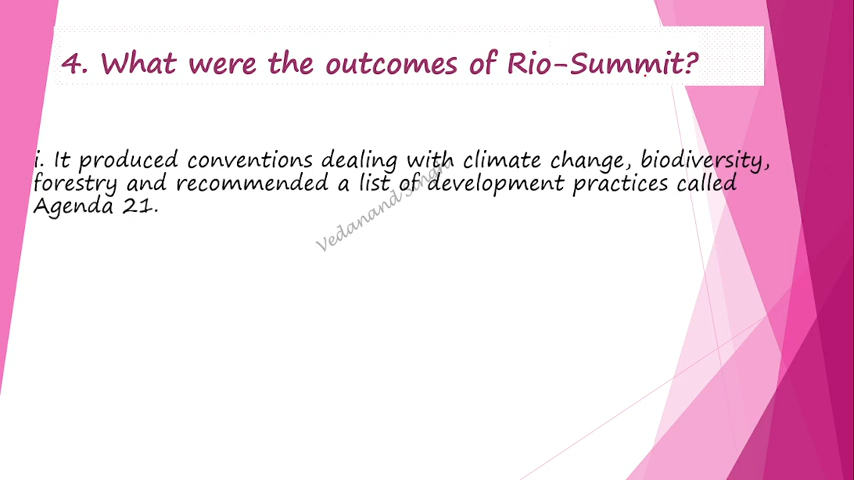 4. What were the outcomes of Rio-Summit?
i. It produced conventions dealing with climate change, biodiversity,
forestry and recommended a list of development practices called
Agenda 21.
Vedanand Singh